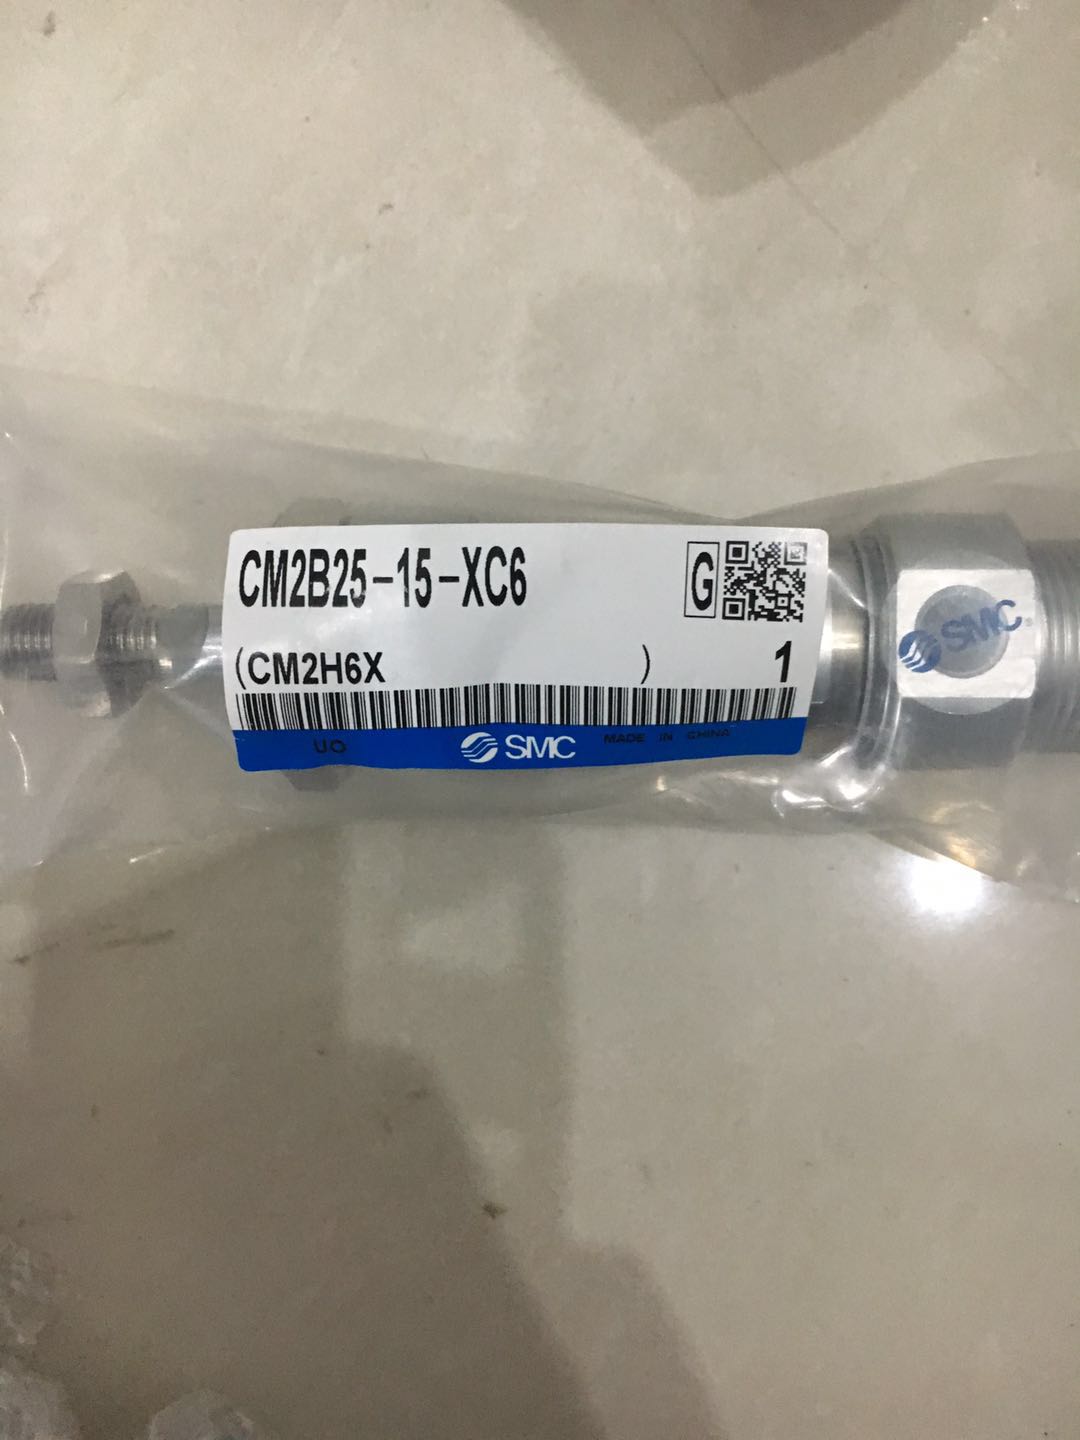 CM2B25-15-XC6
G
(CM2H6X )
1
UO
SMC
MADE IN CHINA
SMC